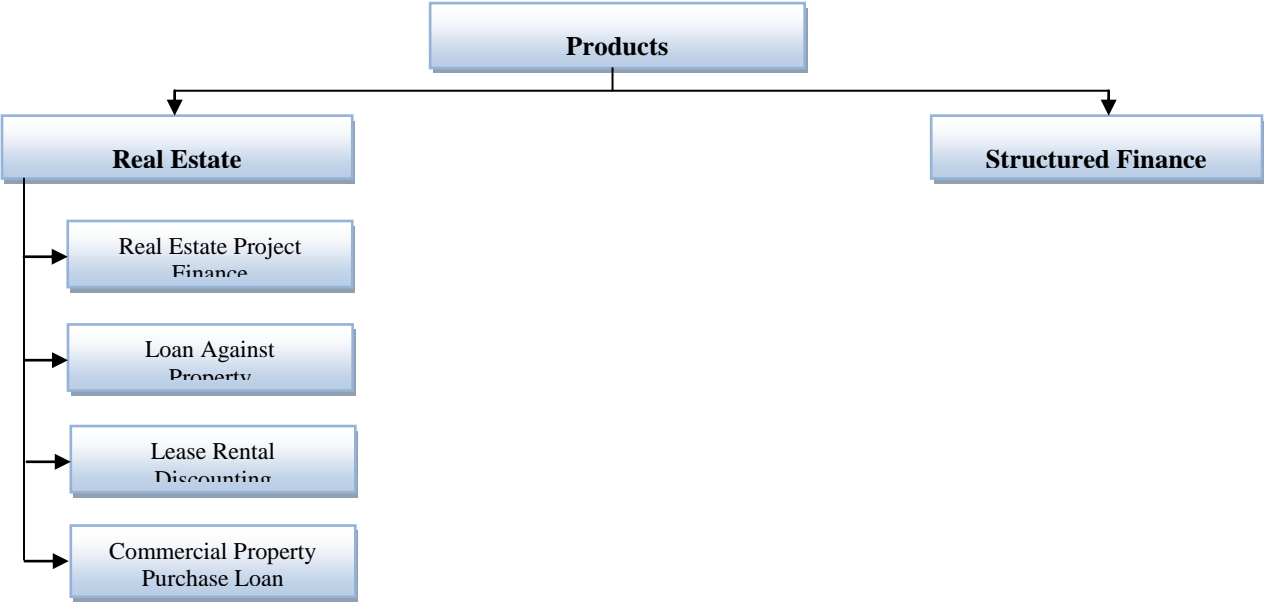 Products
Real Estate
Structured Finance
Real Estate Project
Finance
Loan Against
Property
Lease Rental
Discounting
Commercial Property
Purchase Loan